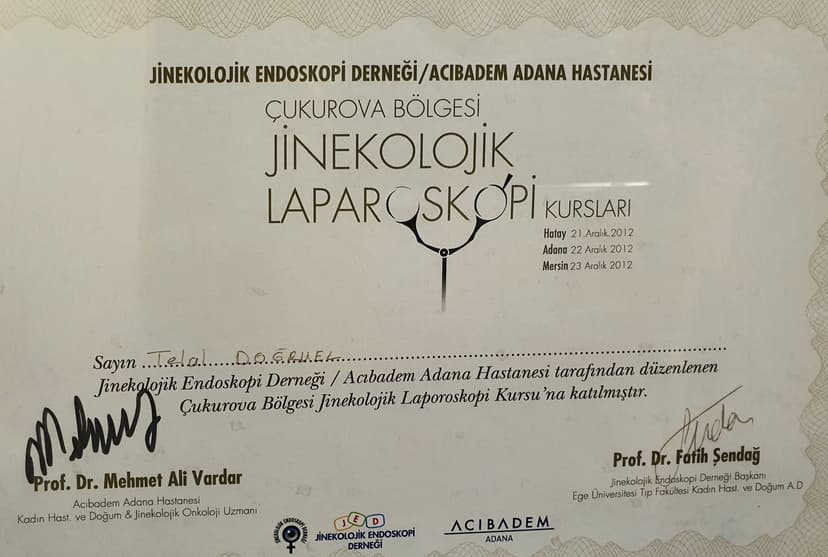 JİNEKOLOJİK ENDOSKOPİ DERNEĞİ/ACIBADEM ADANA HASTANESİ
ÇUKUROVA BÖLGESİ
JİNEKOLOJİK
LAPAROSKOPİ KURSLARI
Hatay 21 Aralık.2012
Adana 22 Aralık 2012
Mersin 23 Aralık 2012
Sayın Telal DOĞRUEL
Jinekolojik Endoskopi Derneği / Acıbadem Adana Hastanesi tarafından düzenlenen
Çukurova Bölgesi Jinekolojik Laporoskopi Kursu'na katılmıştır.
Prof. Dr. Mehmet Ali Vardar
Acıbadem Adana Hastanesi
Kadın Hast. ve Doğum & Jinekolojik Onkoloji Uzmanı
Prof. Dr. Fatih Şendağ
Jinekolojik Endoskopi Derneği Başkanı
Ege Üniversitesi Tıp Fakültesi Kadın Hast. ve Doğum A.D
JED
JİNEKOLOJİK ENDOSKOPİ
DERNEĞİ
ACIBADEM
ADANA